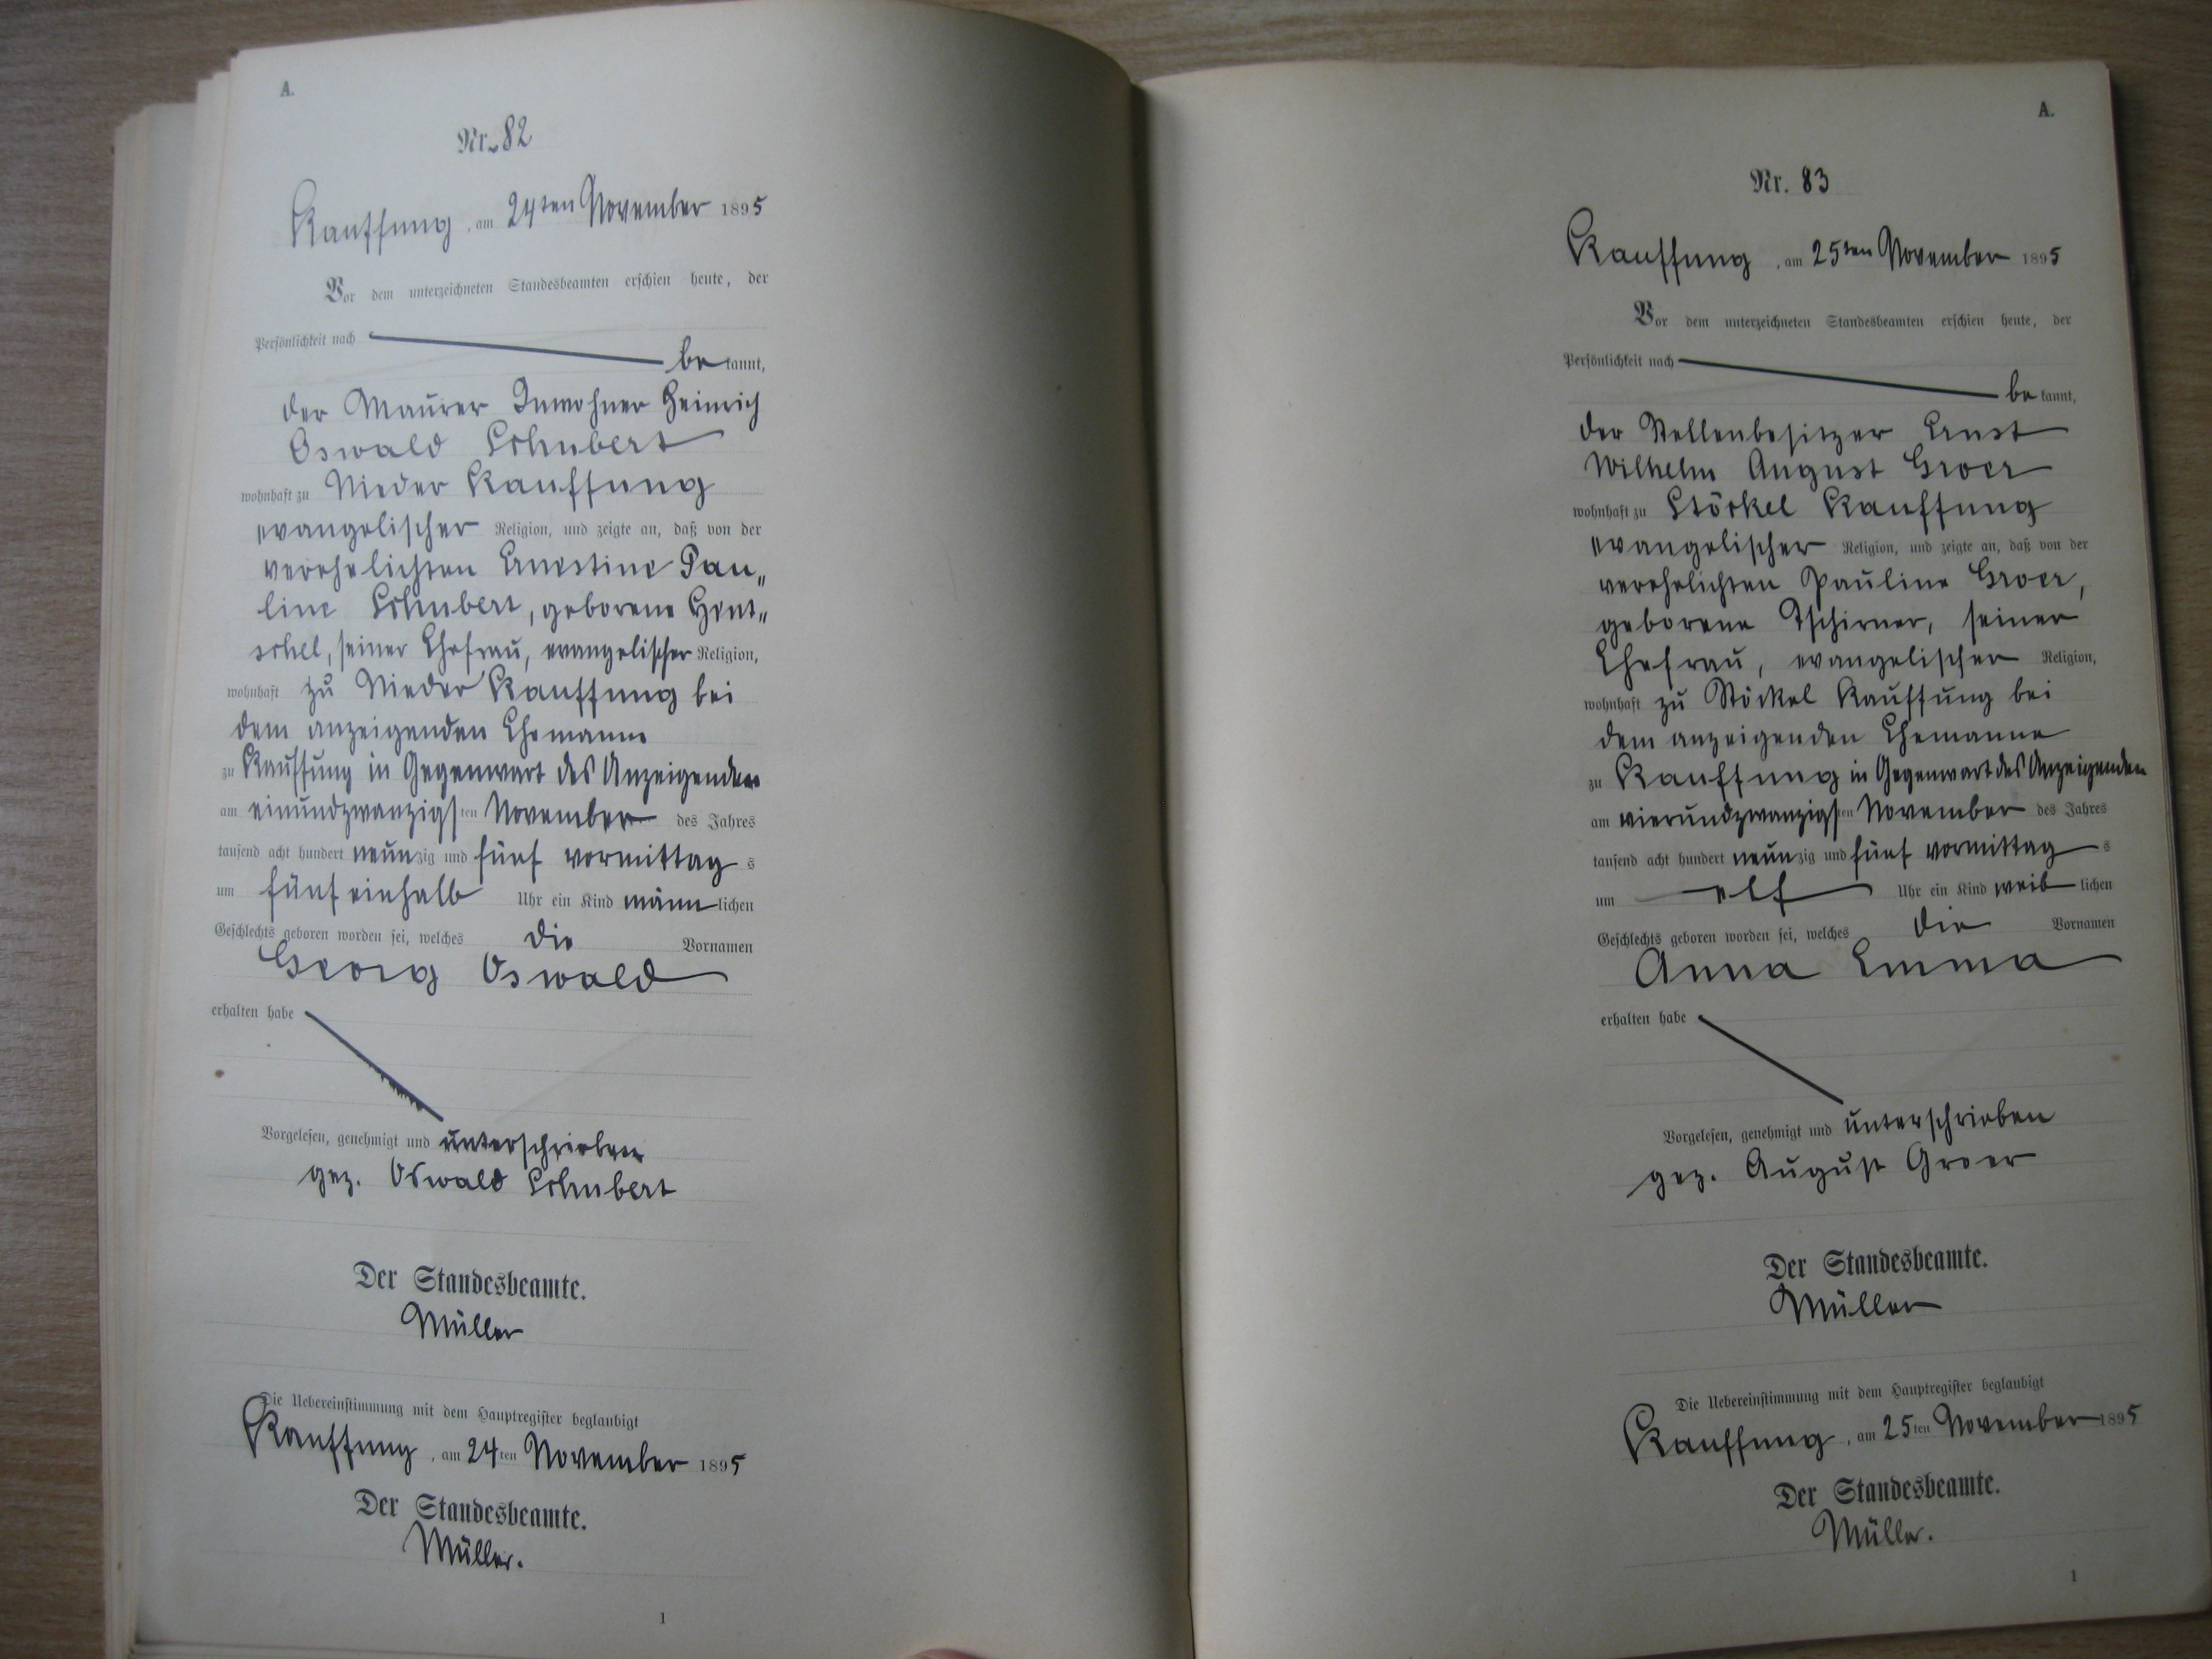 A.
Nr. 82
Kauffung, am 24ten November 1895
Vor dem unterzeichneten Standesbeamten erschien heute, der
Persönlichkeit nach
be kannt,
der Maurer Inwohner Heinrich
Oswald Schubert
wohnhaft zu Nieder Kauffung
evangelischer Religion, und zeigte an, daß von der
verehelichten Ernestine Pau„
line Schubert, geborene Hent„
schel, seiner Ehefrau, evangelischer Religion,
wohnhaft zu Nieder Kauffung bei
dem anzeigenden Ehemanne
zu Kauffung in Gegenwart des Anzeigenden
am einundzwanzigsten November des Jahres
tausend acht hundert neunzig und fünf vormittags
um fünf einhalb Uhr ein Kind männlichen
Geschlechts geboren worden sei, welches die Vornamen
Georg Oswald
erhalten habe
Vorgelesen, genehmigt und unterschrieben
gez. Oswald Schubert
Der Standesbeamte.
Müller
Die Uebereinstimmung mit dem Hauptregister beglaubigt
Kauffung, am 24ten November 1895
Der Standesbeamte.
Müller.
1
A.
Nr. 83
Kauffung, am 25ten November 1895
Vor dem unterzeichneten Standesbeamten erschien heute, der
Persönlichkeit nach
be kannt,
der Stellenbesitzer Ernst
Wilhelm August Groer
wohnhaft zu Stöckel Kauffung
evangelischer Religion, und zeigte an, daß von der
verehelichten Pauline Groer,
geborene Tschirner, seiner
Ehefrau, evangelischer Religion,
wohnhaft zu Stöckel Kauffung bei
dem anzeigenden Ehemanne
zu Kauffung in Gegenwart des Anzeigenden
am vierundzwanzigsten November des Jahres
tausend acht hundert neunzig und fünf vormittags
um elf Uhr ein Kind weiblichen
Geschlechts geboren worden sei, welches die Vornamen
Anna Emma
erhalten habe
Vorgelesen, genehmigt und unterschrieben
gez. August Groer
Der Standesbeamte.
Müller
Die Uebereinstimmung mit dem Hauptregister beglaubigt
Kauffung, am 25ten November 1895
Der Standesbeamte.
Müller.
1